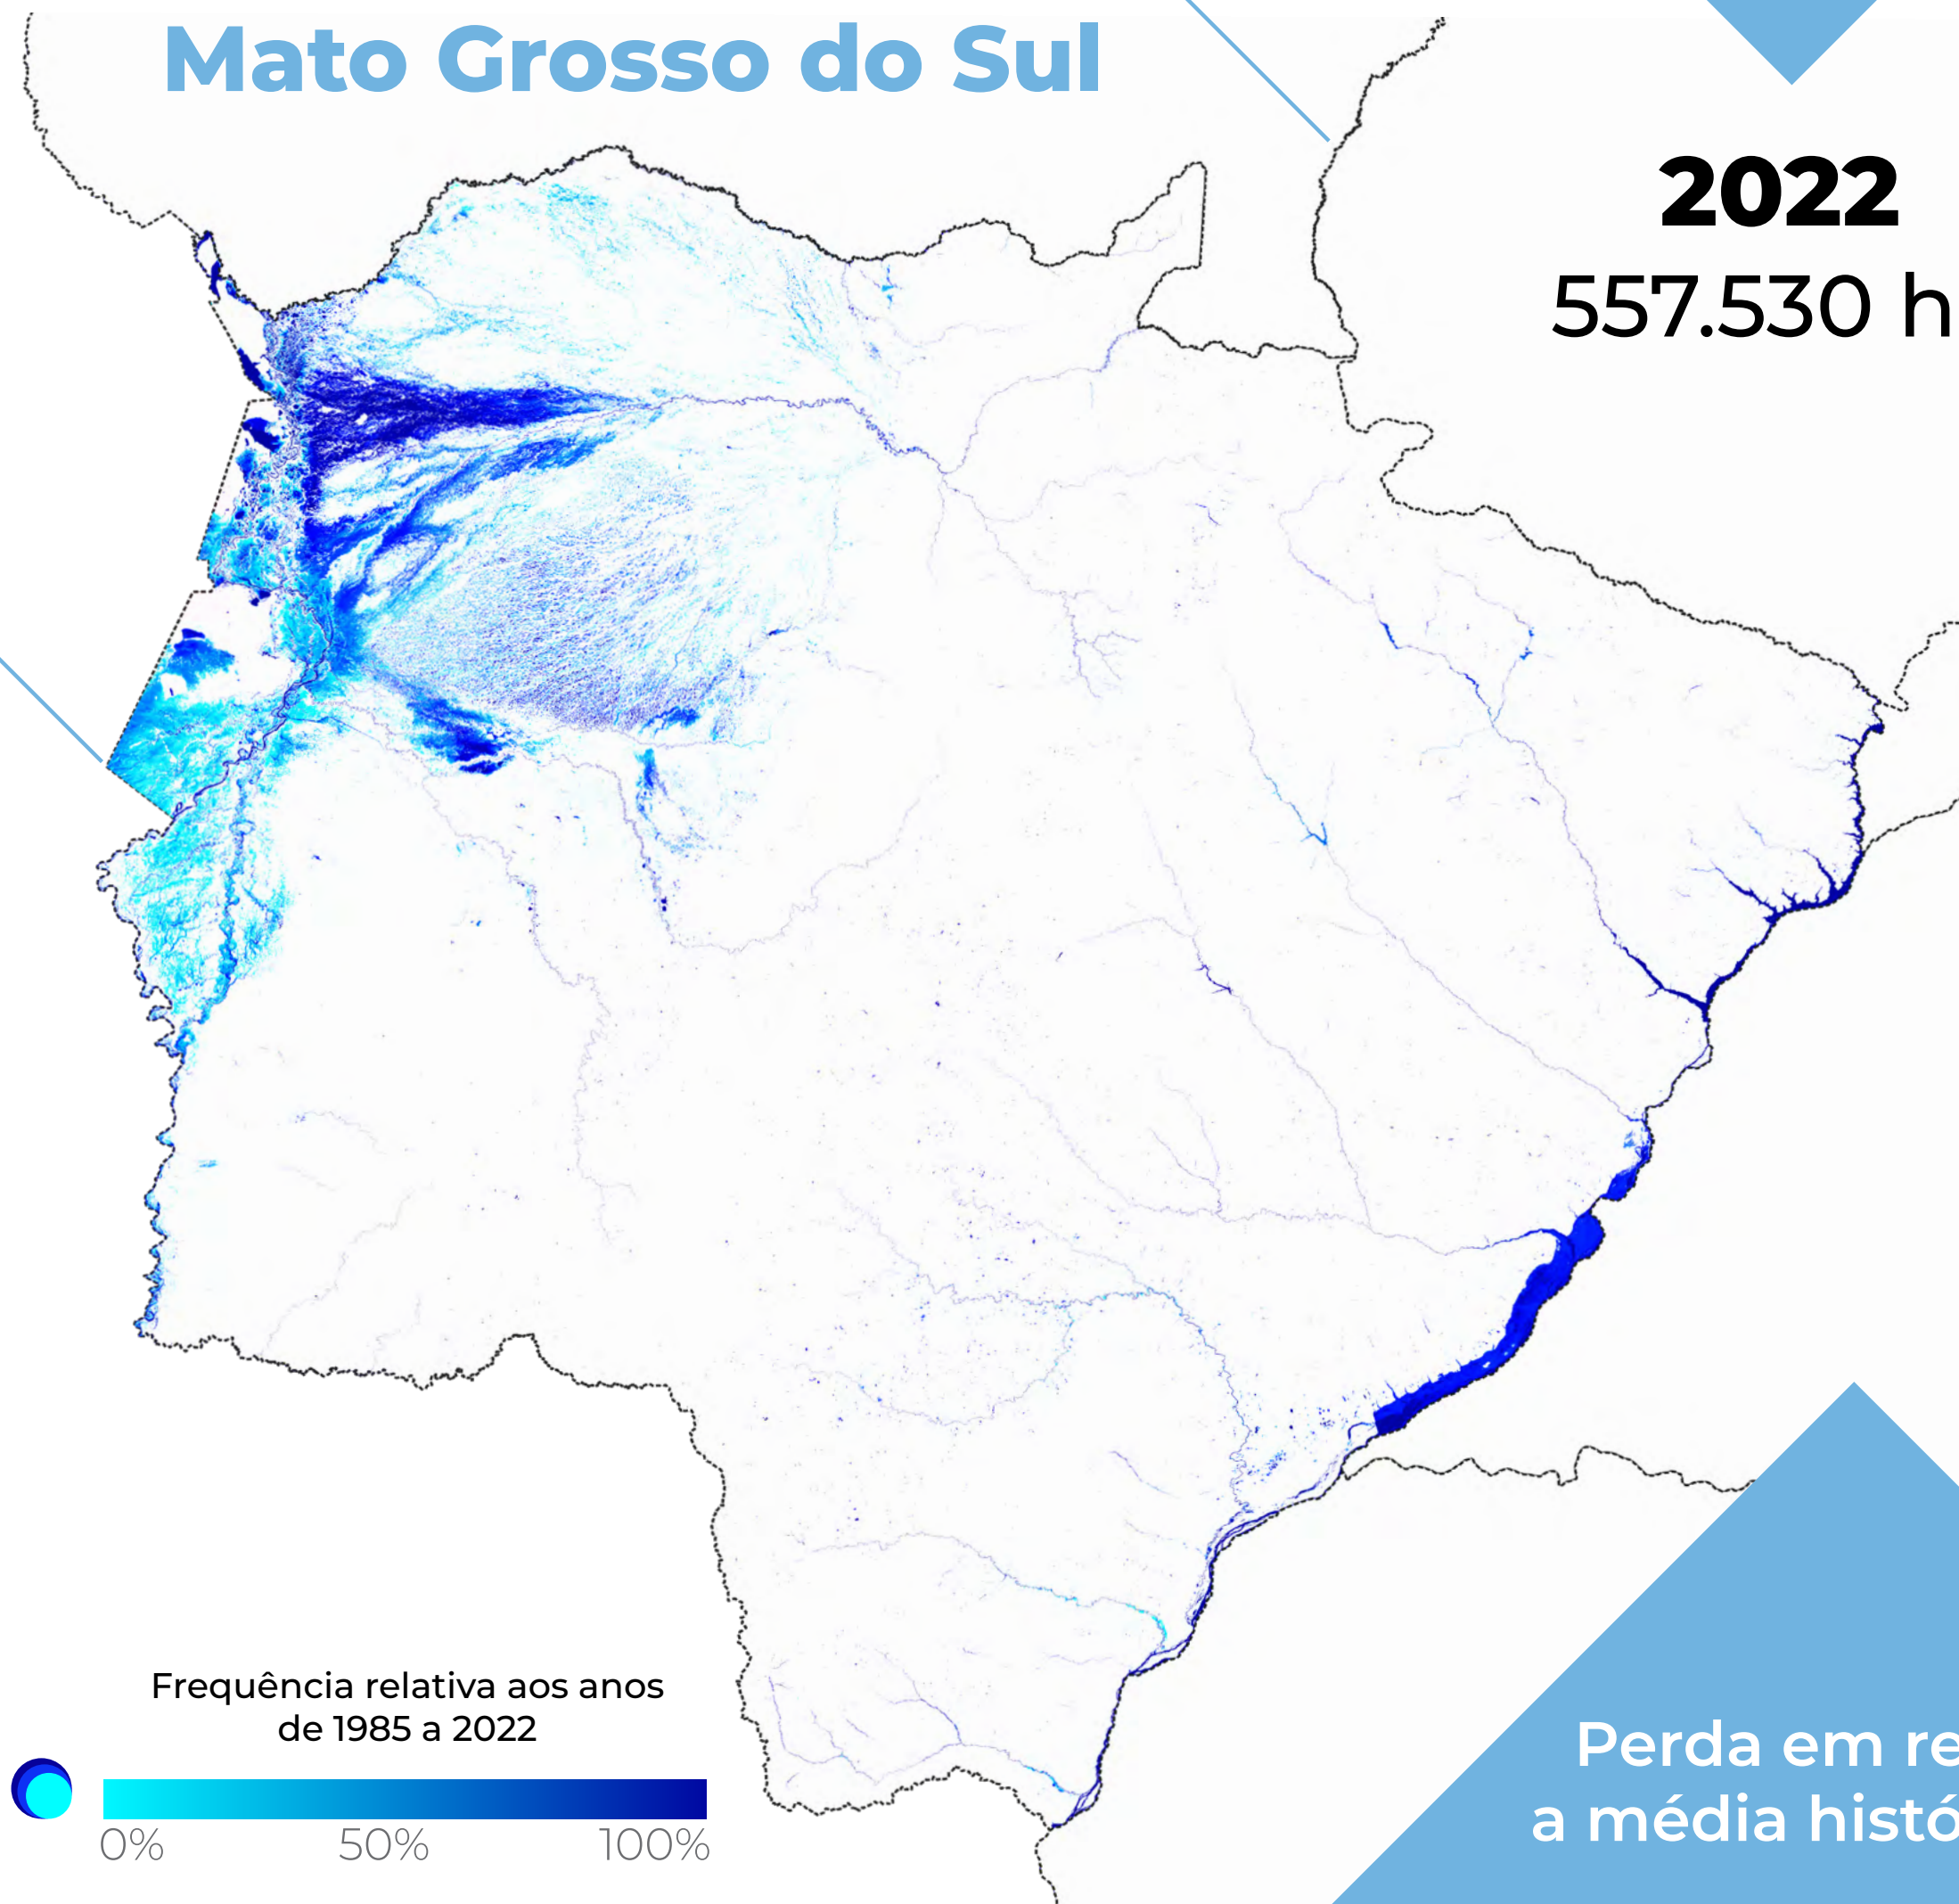 Mato Grosso do Sul
2022
557.530 h
Frequência relativa aos anos
de 1985 a 2022
0% 50% 100%
Perda em re
a média histó